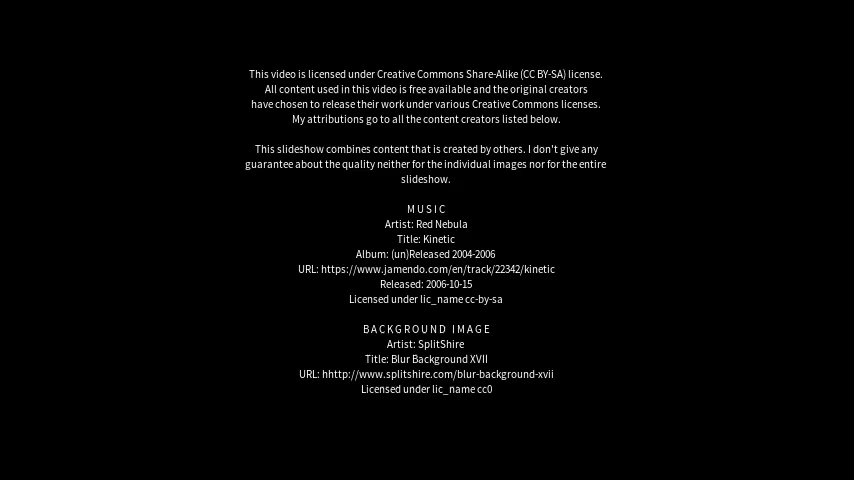 This video is licensed under Creative Commons Share-Alike (CC BY-SA) license.
All content used in this video is free available and the original creators
have chosen to release their work under various Creative Commons licenses.
My attributions go to all the content creators listed below.
This slideshow combines content that is created by others. I don't give any
guarantee about the quality neither for the individual images nor for the entire
slideshow.
MUSIC
Artist: Red Nebula
Title: Kinetic
Album: (un)Released 2004-2006
URL: https://www.jamendo.com/en/track/22342/kinetic
Released: 2006-10-15
Licensed under lic_name cc-by-sa
BACKGROUND IMAGE
Artist: SplitShire
Title: Blur Background XVII
URL: hhttp://www.splitshire.com/blur-background-xvii
Licensed under lic_name cc0